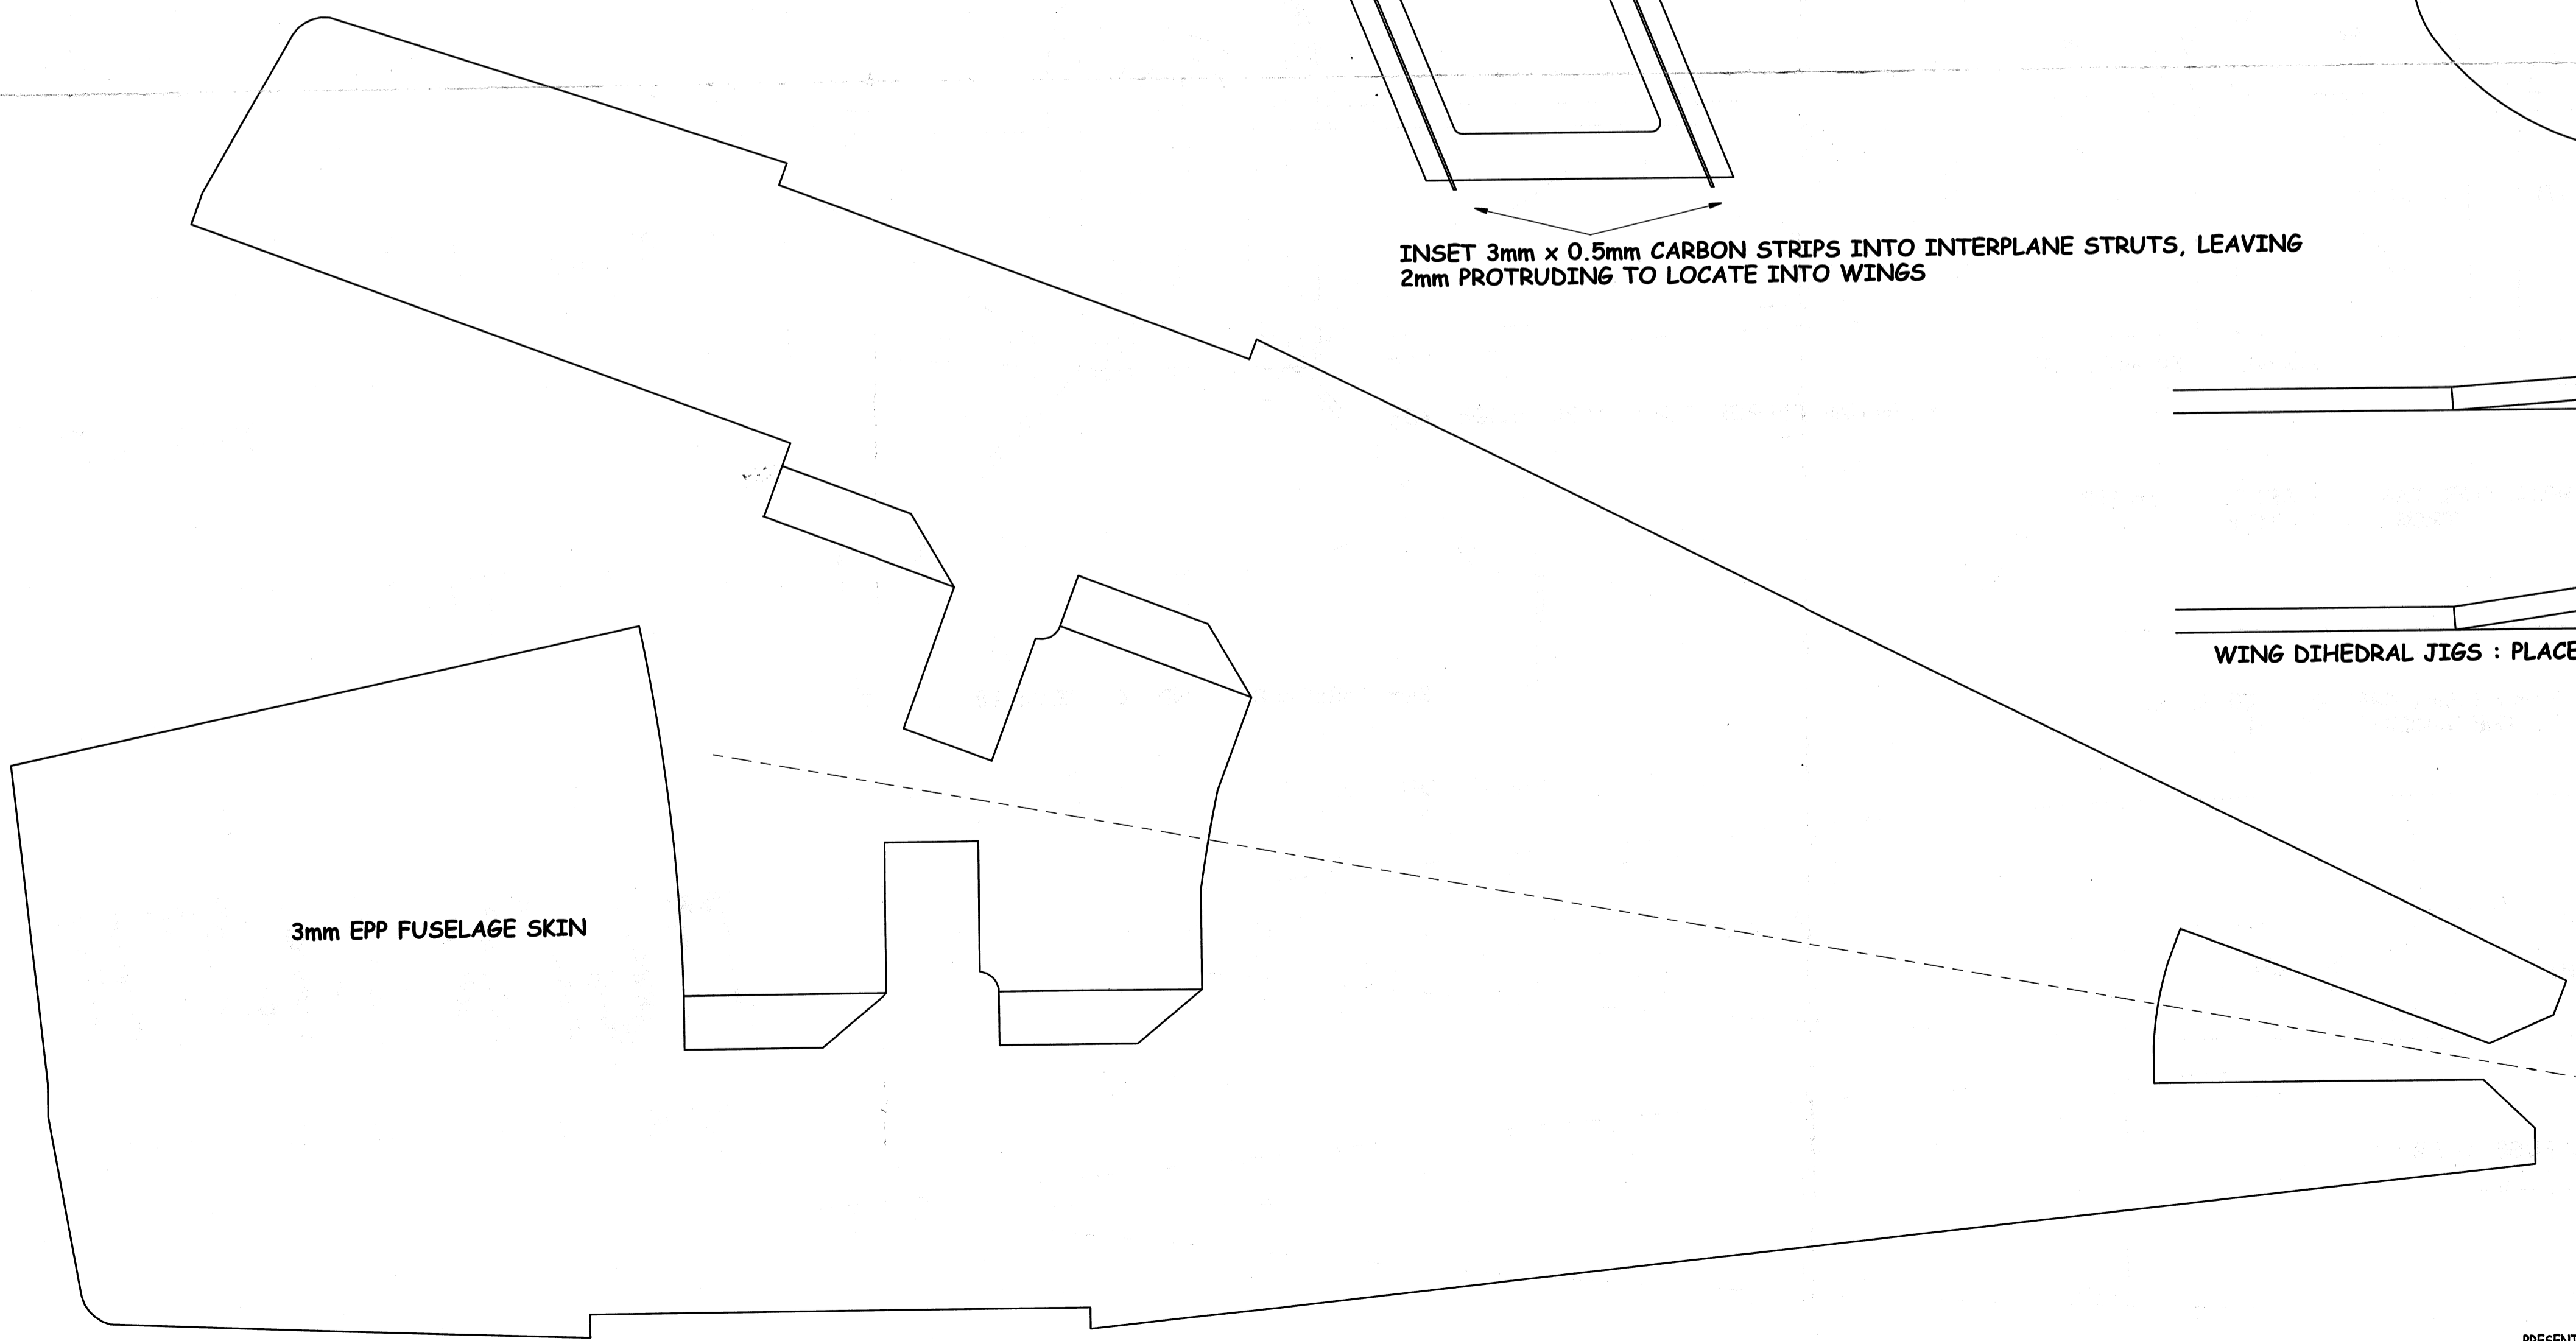 INSET 3mm x 0.5mm CARBON STRIPS INTO INTERPLANE STRUTS, LEAVING
2mm PROTRUDING TO LOCATE INTO WINGS
WING DIHEDRAL JIGS : PLACE
3mm EPP FUSELAGE SKIN